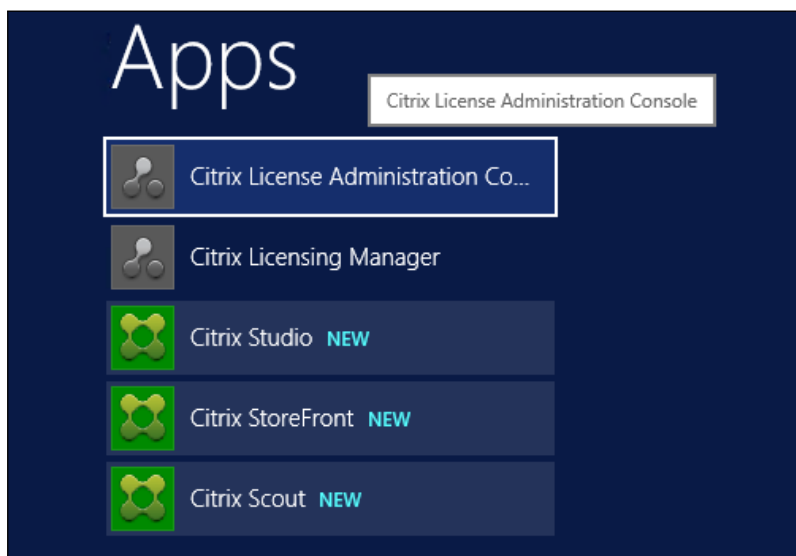 Apps
Citrix License Administration Console
Citrix License Administration Co...
Citrix Licensing Manager
Citrix Studio NEW
Citrix StoreFront NEW
Citrix Scout NEW